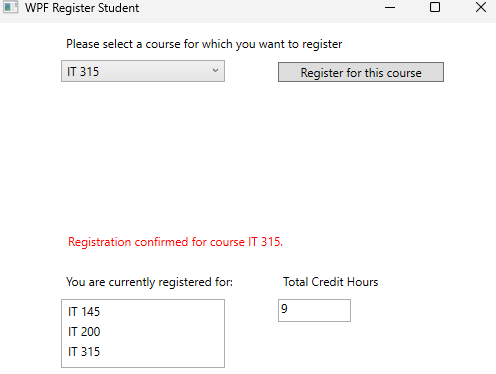 WPF Register Student
Please select a course for which you want to register
IT 315
Register for this course
Registration confirmed for course IT 315.
You are currently registered for:
Total Credit Hours
IT 145
9
IT 200
IT 315